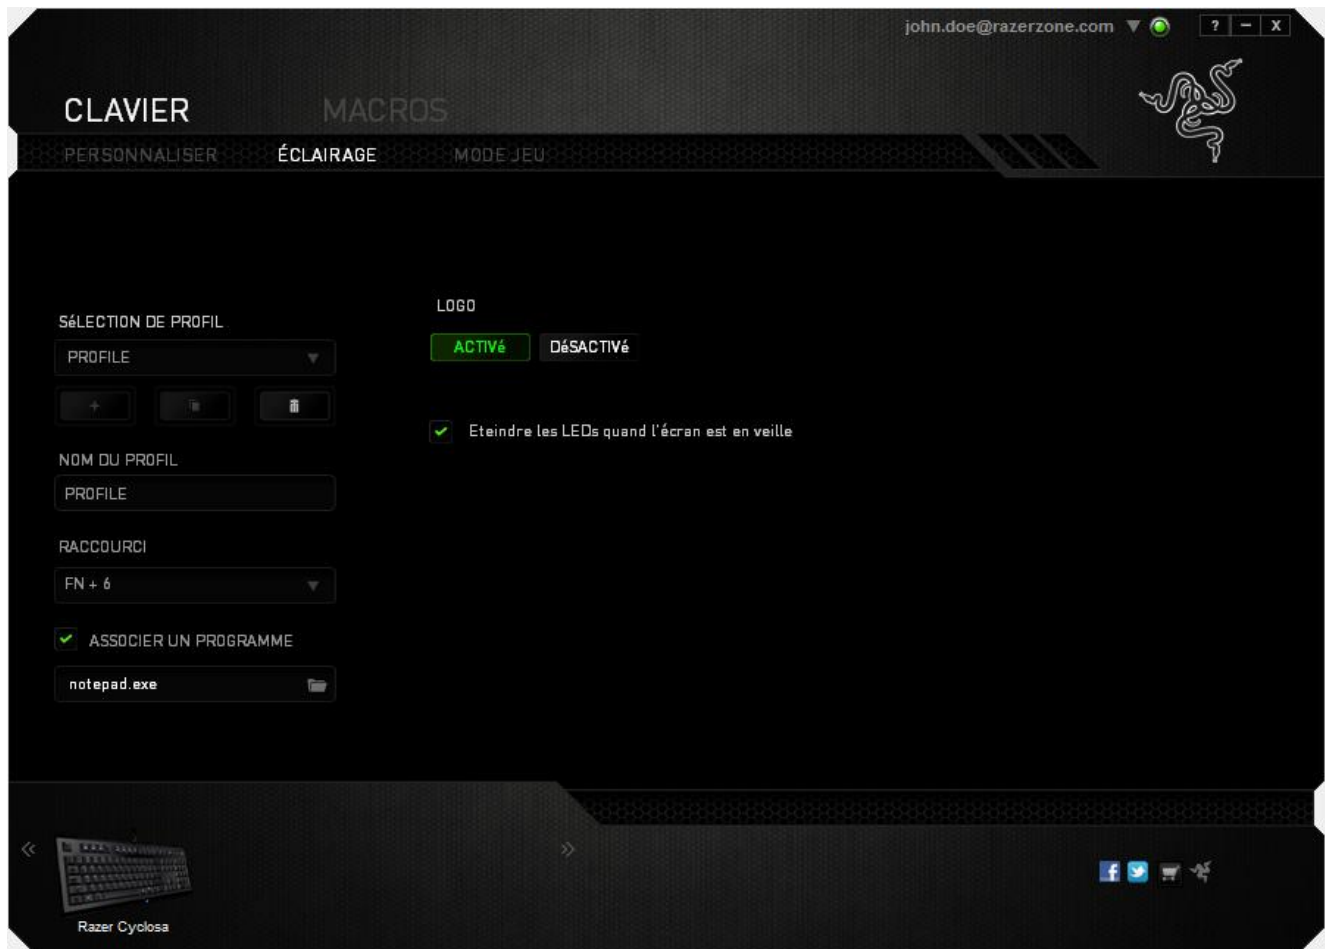 john.doe@razerzone.com
? – X
CLAVIER MACROS
PERSONNALISER ÉCLAIRAGE MODE JEU
SéLECTION DE PROFIL
PROFILE
NOM DU PROFIL
PROFILE
RACCOURCI
FN + 6
ASSOCIER UN PROGRAMME
notepad.exe
LOGO
ACTIVé DéSACTIVé
Eteindre les LEDs quand l'écran est en veille
Razer Cyclosa